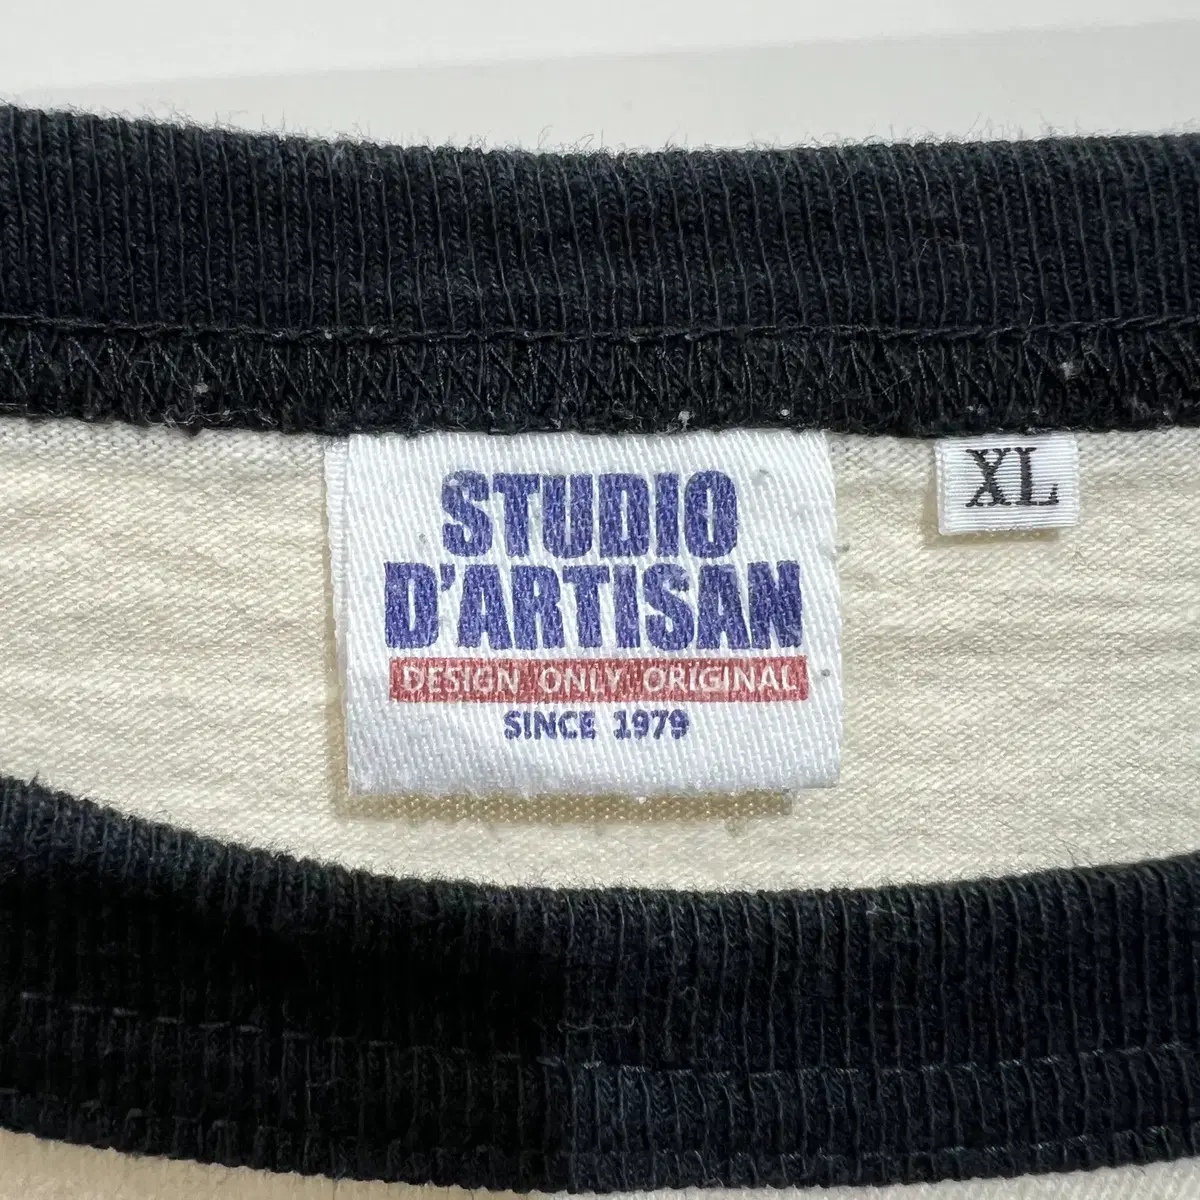 STUDIO
D'ARTISAN
DESIGN ONLY ORIGINAL
SINCE 1979
XL